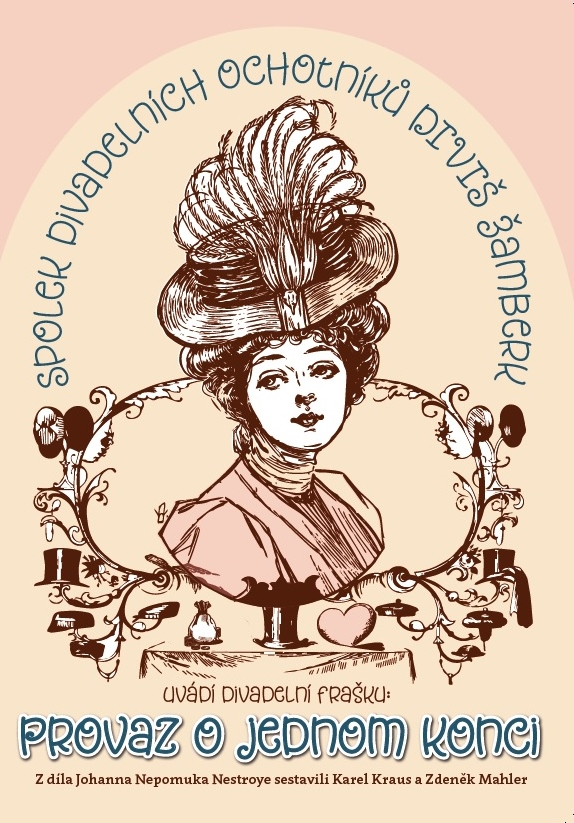 SPOLEK DIVADELNÍCH OCHOTNÍKŮ DIVIŠ ŽAMBERK
UVÁDÍ DIVADELNÍ FRAŠKU:
PROVAZ O JEDNOM KONCI
Z díla Johanna Nepomuka Nestroye sestavili Karel Kraus a Zdeněk Mahler